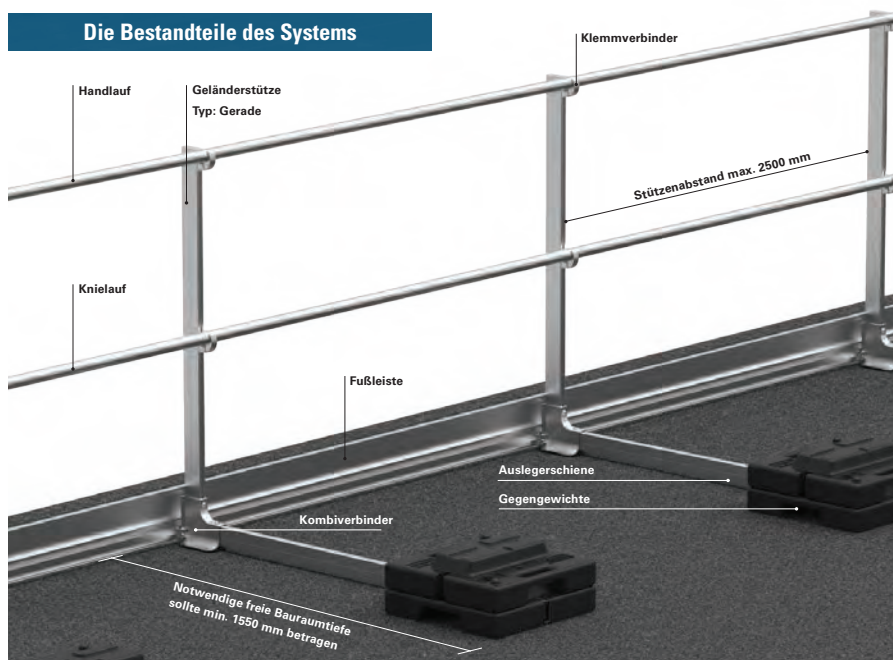 Die Bestandteile des Systems
Klemmverbinder
Handlauf
Geländerstütze
Typ: Gerade
Stützenabstand max. 2500 mm
Knielauf
Fußleiste
Auslegerschiene
Gegengewichte
Kombiverbinder
Notwendige freie Bauraumtiefe
sollte min. 1550 mm betragen